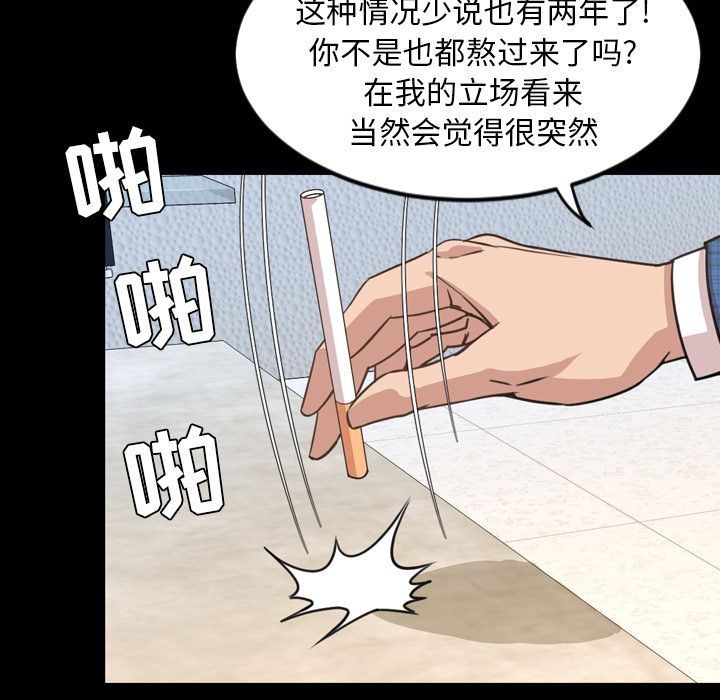 这种情况少说也有两年了!
你不是也都熬过来了吗?
在我的立场看来
当然会觉得很突然
啪
啪
啪